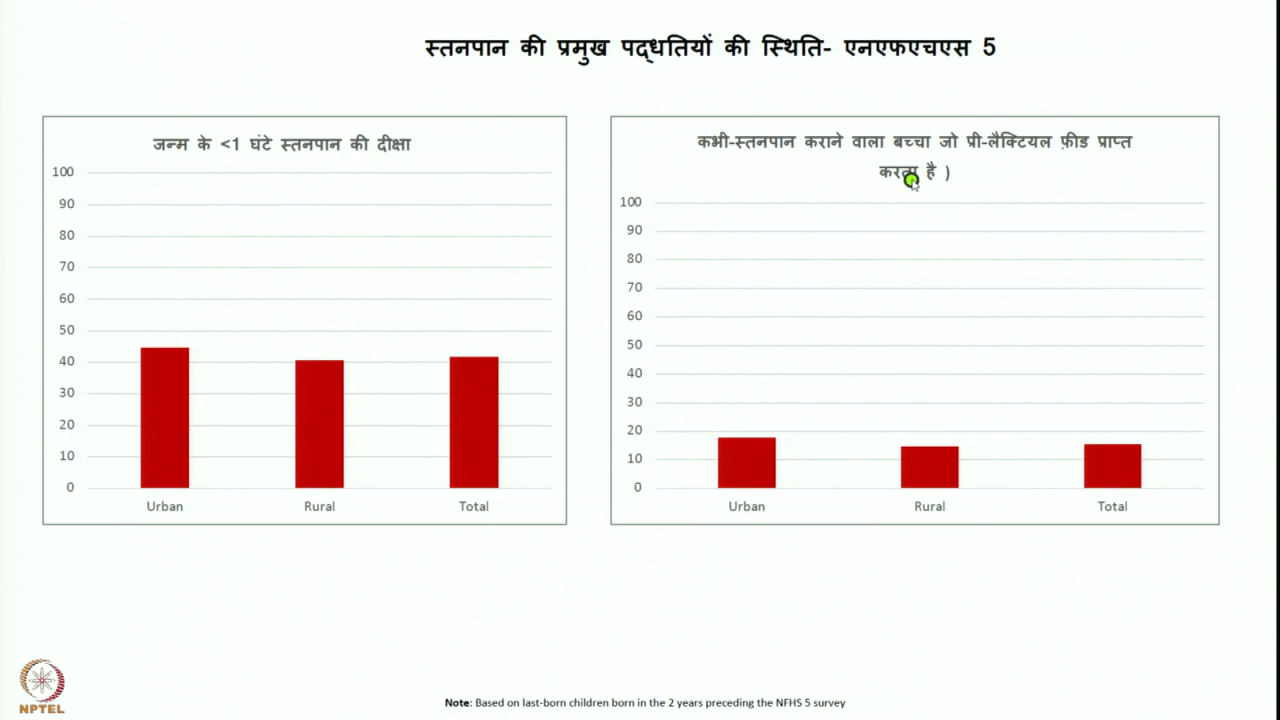 स्तनपान की प्रमुख पद्धतियों की स्थिति- एनएफएचएस 5
जन्म के <1 घंटे स्तनपान की दीक्षा
100
90
80
70
60
50
40
30
20
10
0
Urban Rural Total
कभी-स्तनपान कराने वाला बच्चा जो प्री-लैक्टियल फ़ीड प्राप्त
करता है )
100
90
80
70
60
50
40
30
20
10
0
Urban Rural Total
NPTEL
Note: Based on last-born children born in the 2 years preceding the NFHS 5 survey